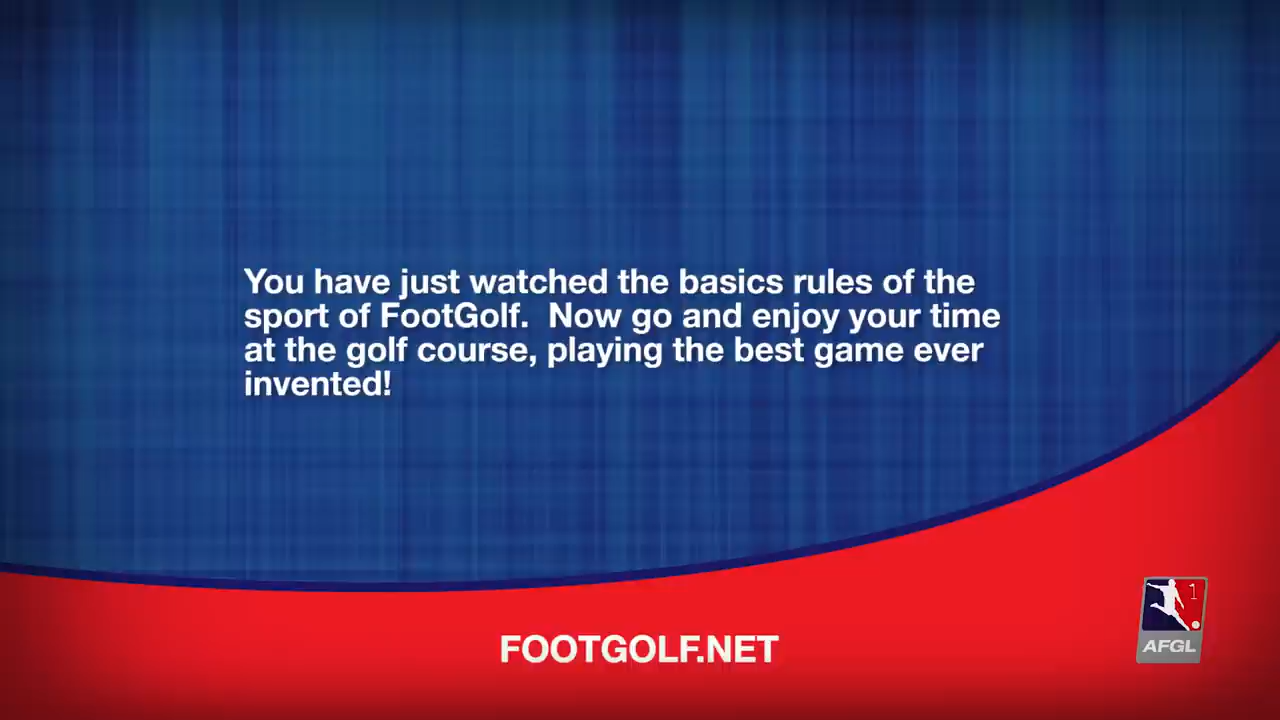 You have just watched the basics rules of the
sport of FootGolf.  Now go and enjoy your time
at the golf course, playing the best game ever
invented!
1
AFGL
FOOTGOLF.NET